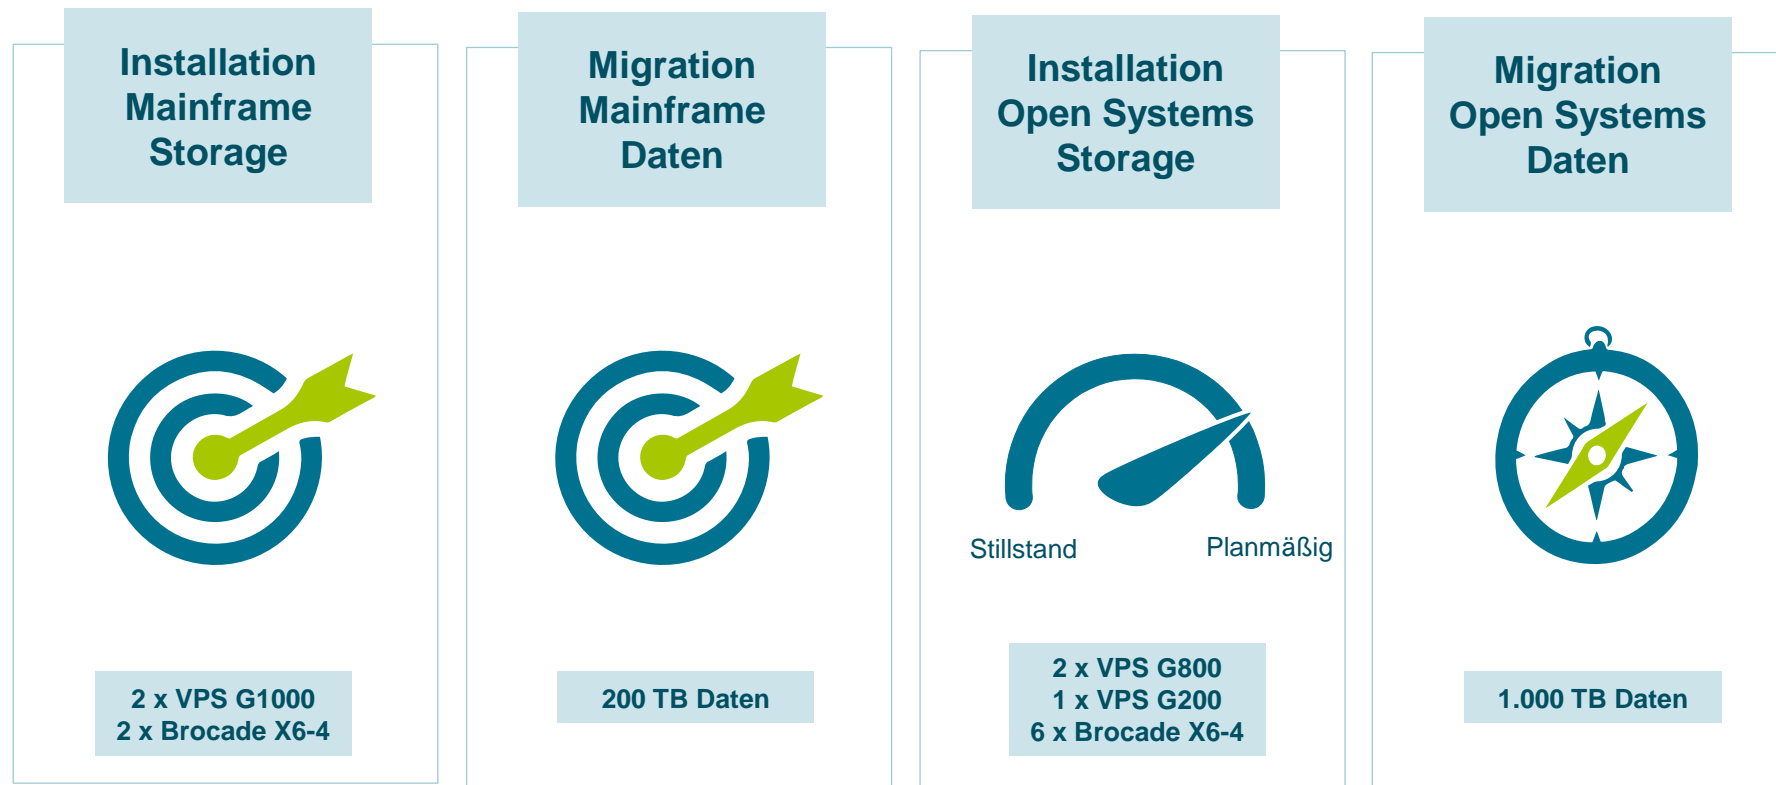 Installation
Mainframe
Storage
2 x VPS G1000
2 x Brocade X6-4
Migration
Mainframe
Daten
200 TB Daten
Installation
Open Systems
Storage
Stillstand
Planmäßig
2 x VPS G800
1 x VPS G200
6 x Brocade X6-4
Migration
Open Systems
Daten
1.000 TB Daten